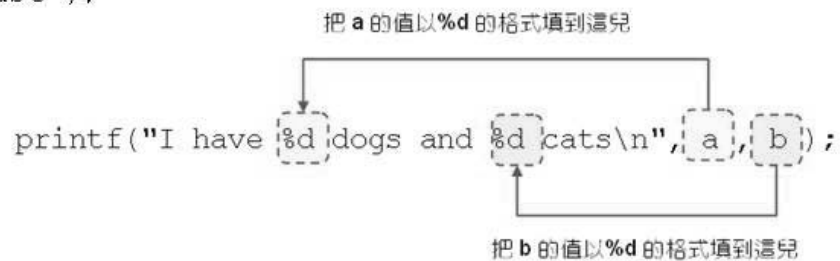 把 a 的值以%d 的格式填到這兒
printf("I have %d dogs and %d cats\n", a, b);
把 b 的值以%d 的格式填到這兒